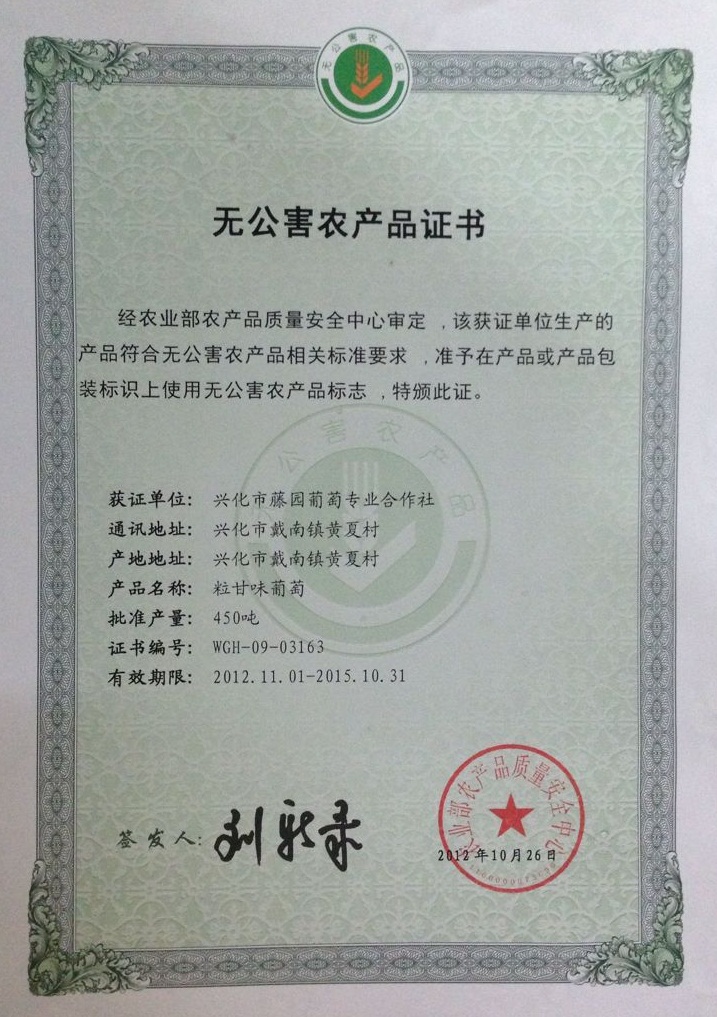 无公害农产品
无公害农产品证书
经农业部农产品质量安全中心审定，该获证单位生产的
产品符合无公害农产品相关标准要求，准予在产品或产品包
装标识上使用无公害农产品标志，特颁此证。
无公害农产品
获证单位：兴化市藤园葡萄专业合作社
通讯地址：兴化市戴南镇黄夏村
产地地址：兴化市戴南镇黄夏村
产品名称：粒甘味葡萄
批准产量：450吨
证书编号：WGH-09-03163
有效期限：2012.11.01-2015.10.31
农业部农产品质量安全中心
签发人：
2012年10月26日